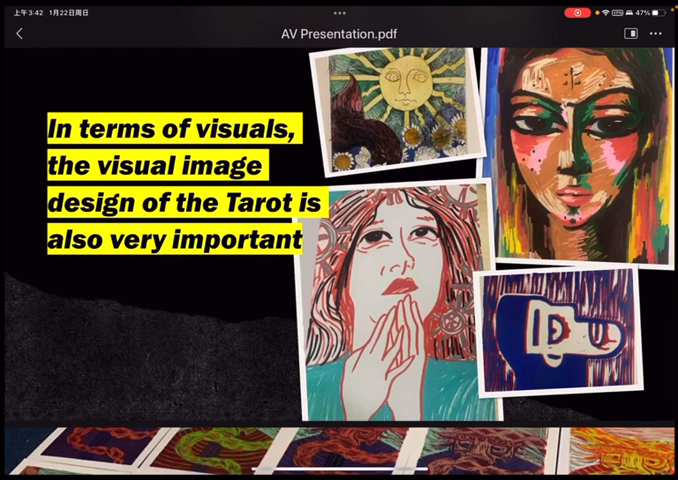 上午3:42 1月22日周日
47%
AV Presentation.pdf
In terms of visuals,
the visual image
design of the Tarot is
also very important